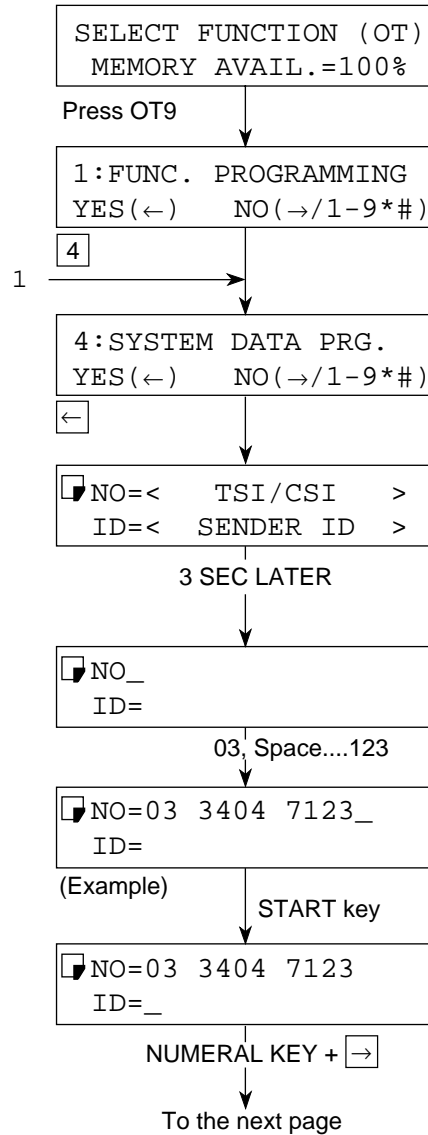 SELECT FUNCTION (OT)
MEMORY AVAIL.=100%
Press OT9
1:FUNC. PROGRAMMING
YES(←) NO(→/1-9*#)
4
1
4:SYSTEM DATA PRG.
YES(←) NO(→/1-9*#)
←
NO=< TSI/CSI >
ID=< SENDER ID >
3 SEC LATER
NO_
ID=
03, Space....123
NO=03 3404 7123_
ID=
(Example)
START key
NO=03 3404 7123
ID=_
NUMERAL KEY + →
To the next page